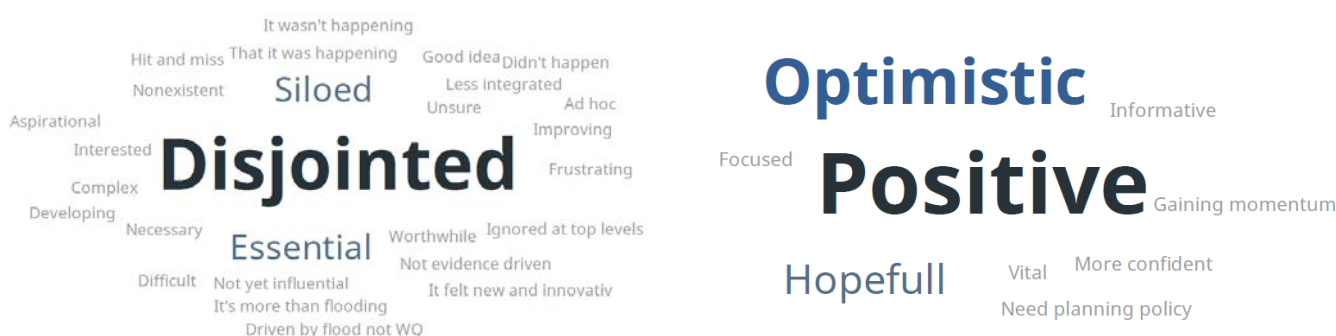 It wasn't happening
Hit and miss
That it was happening
Good idea
Didn't happen
Nonexistent
Siloed
Less integrated
Unsure
Ad hoc
Aspirational
Improving
Interested
Disjointed
Frustrating
Complex
Developing
Necessary
Essential
Worthwhile
Ignored at top levels
Not evidence driven
Difficult
Not yet influential
It felt new and innovativ
It's more than flooding
Driven by flood not WQ
Optimistic
Informative
Focused
Positive
Gaining momentum
Hopefull
Vital
More confident
Need planning policy